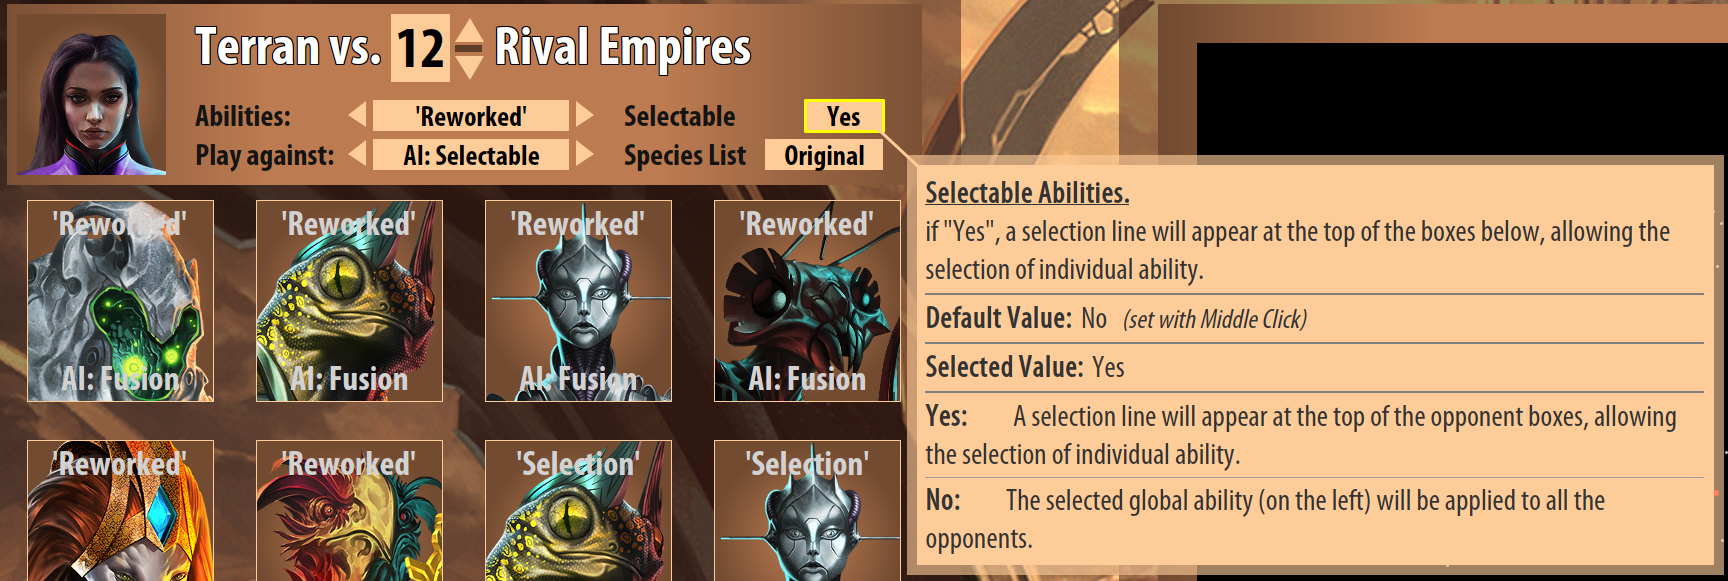 Terran vs. 12 Rival Empires
Abilities: 'Reworked' Selectable Yes
Play against: AI: Selectable Species List Original
'Reworked' 'Reworked' 'Reworked' 'Reworked'
AI: Fusion AI: Fusion AI: Fusion AI: Fusion
'Reworked' 'Reworked' 'Selection' 'Selection'
Selectable Abilities.
if "Yes", a selection line will appear at the top of the boxes below, allowing the
selection of individual ability.
Default Value: No (set with Middle Click)
Selected Value: Yes
Yes: A selection line will appear at the top of the opponent boxes, allowing
the selection of individual ability.
No: The selected global ability (on the left) will be applied to all the
opponents.